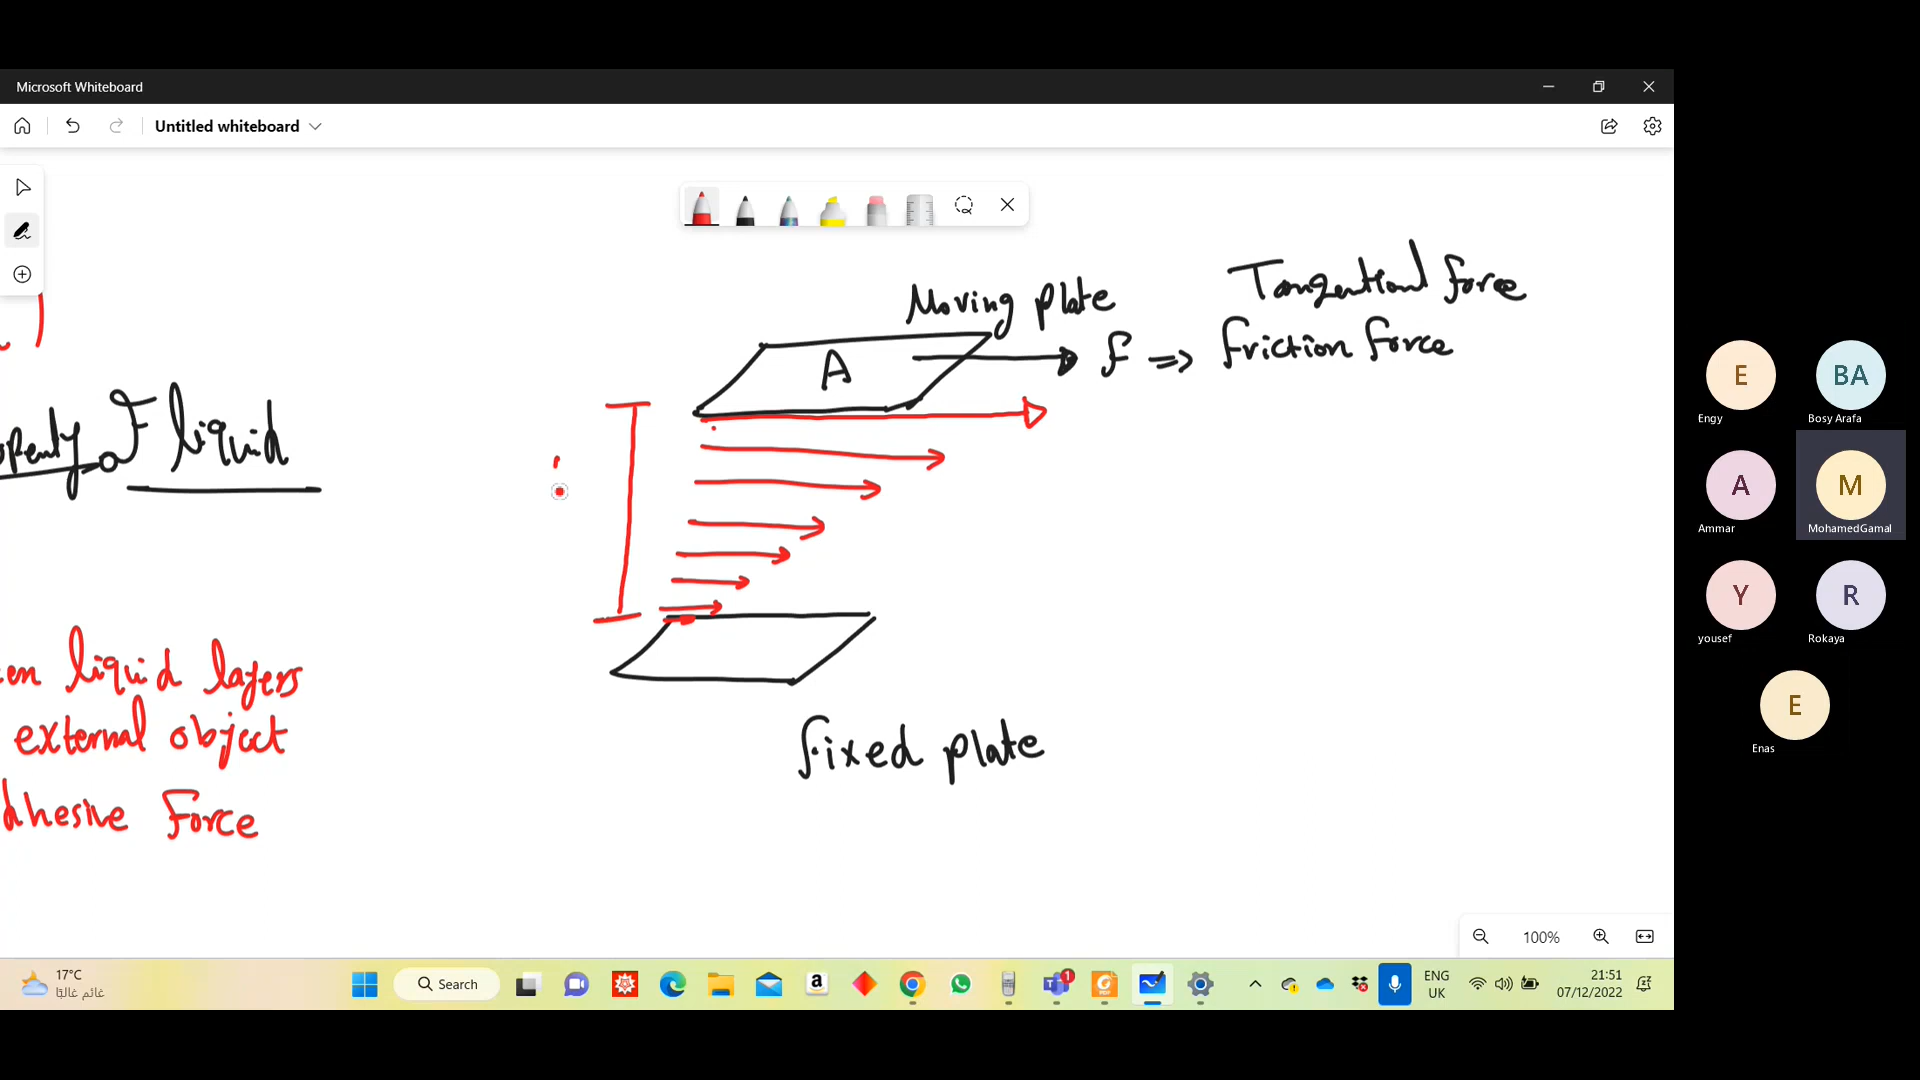 Microsoft Whiteboard
Untitled whiteboard
Tangential force
Moving plate
A
F => friction force
of liquid
E
BA
Engy
Bosy Arafa
A
M
Ammar
MohamedGamal
Y
R
yousef
Rokaya
E
Enas
en liquid layers
external object
dhesive force
fixed plate
100%
17°C
غائم غالبًا
Search
a
1
ENG
UK
21:51
07/12/2022